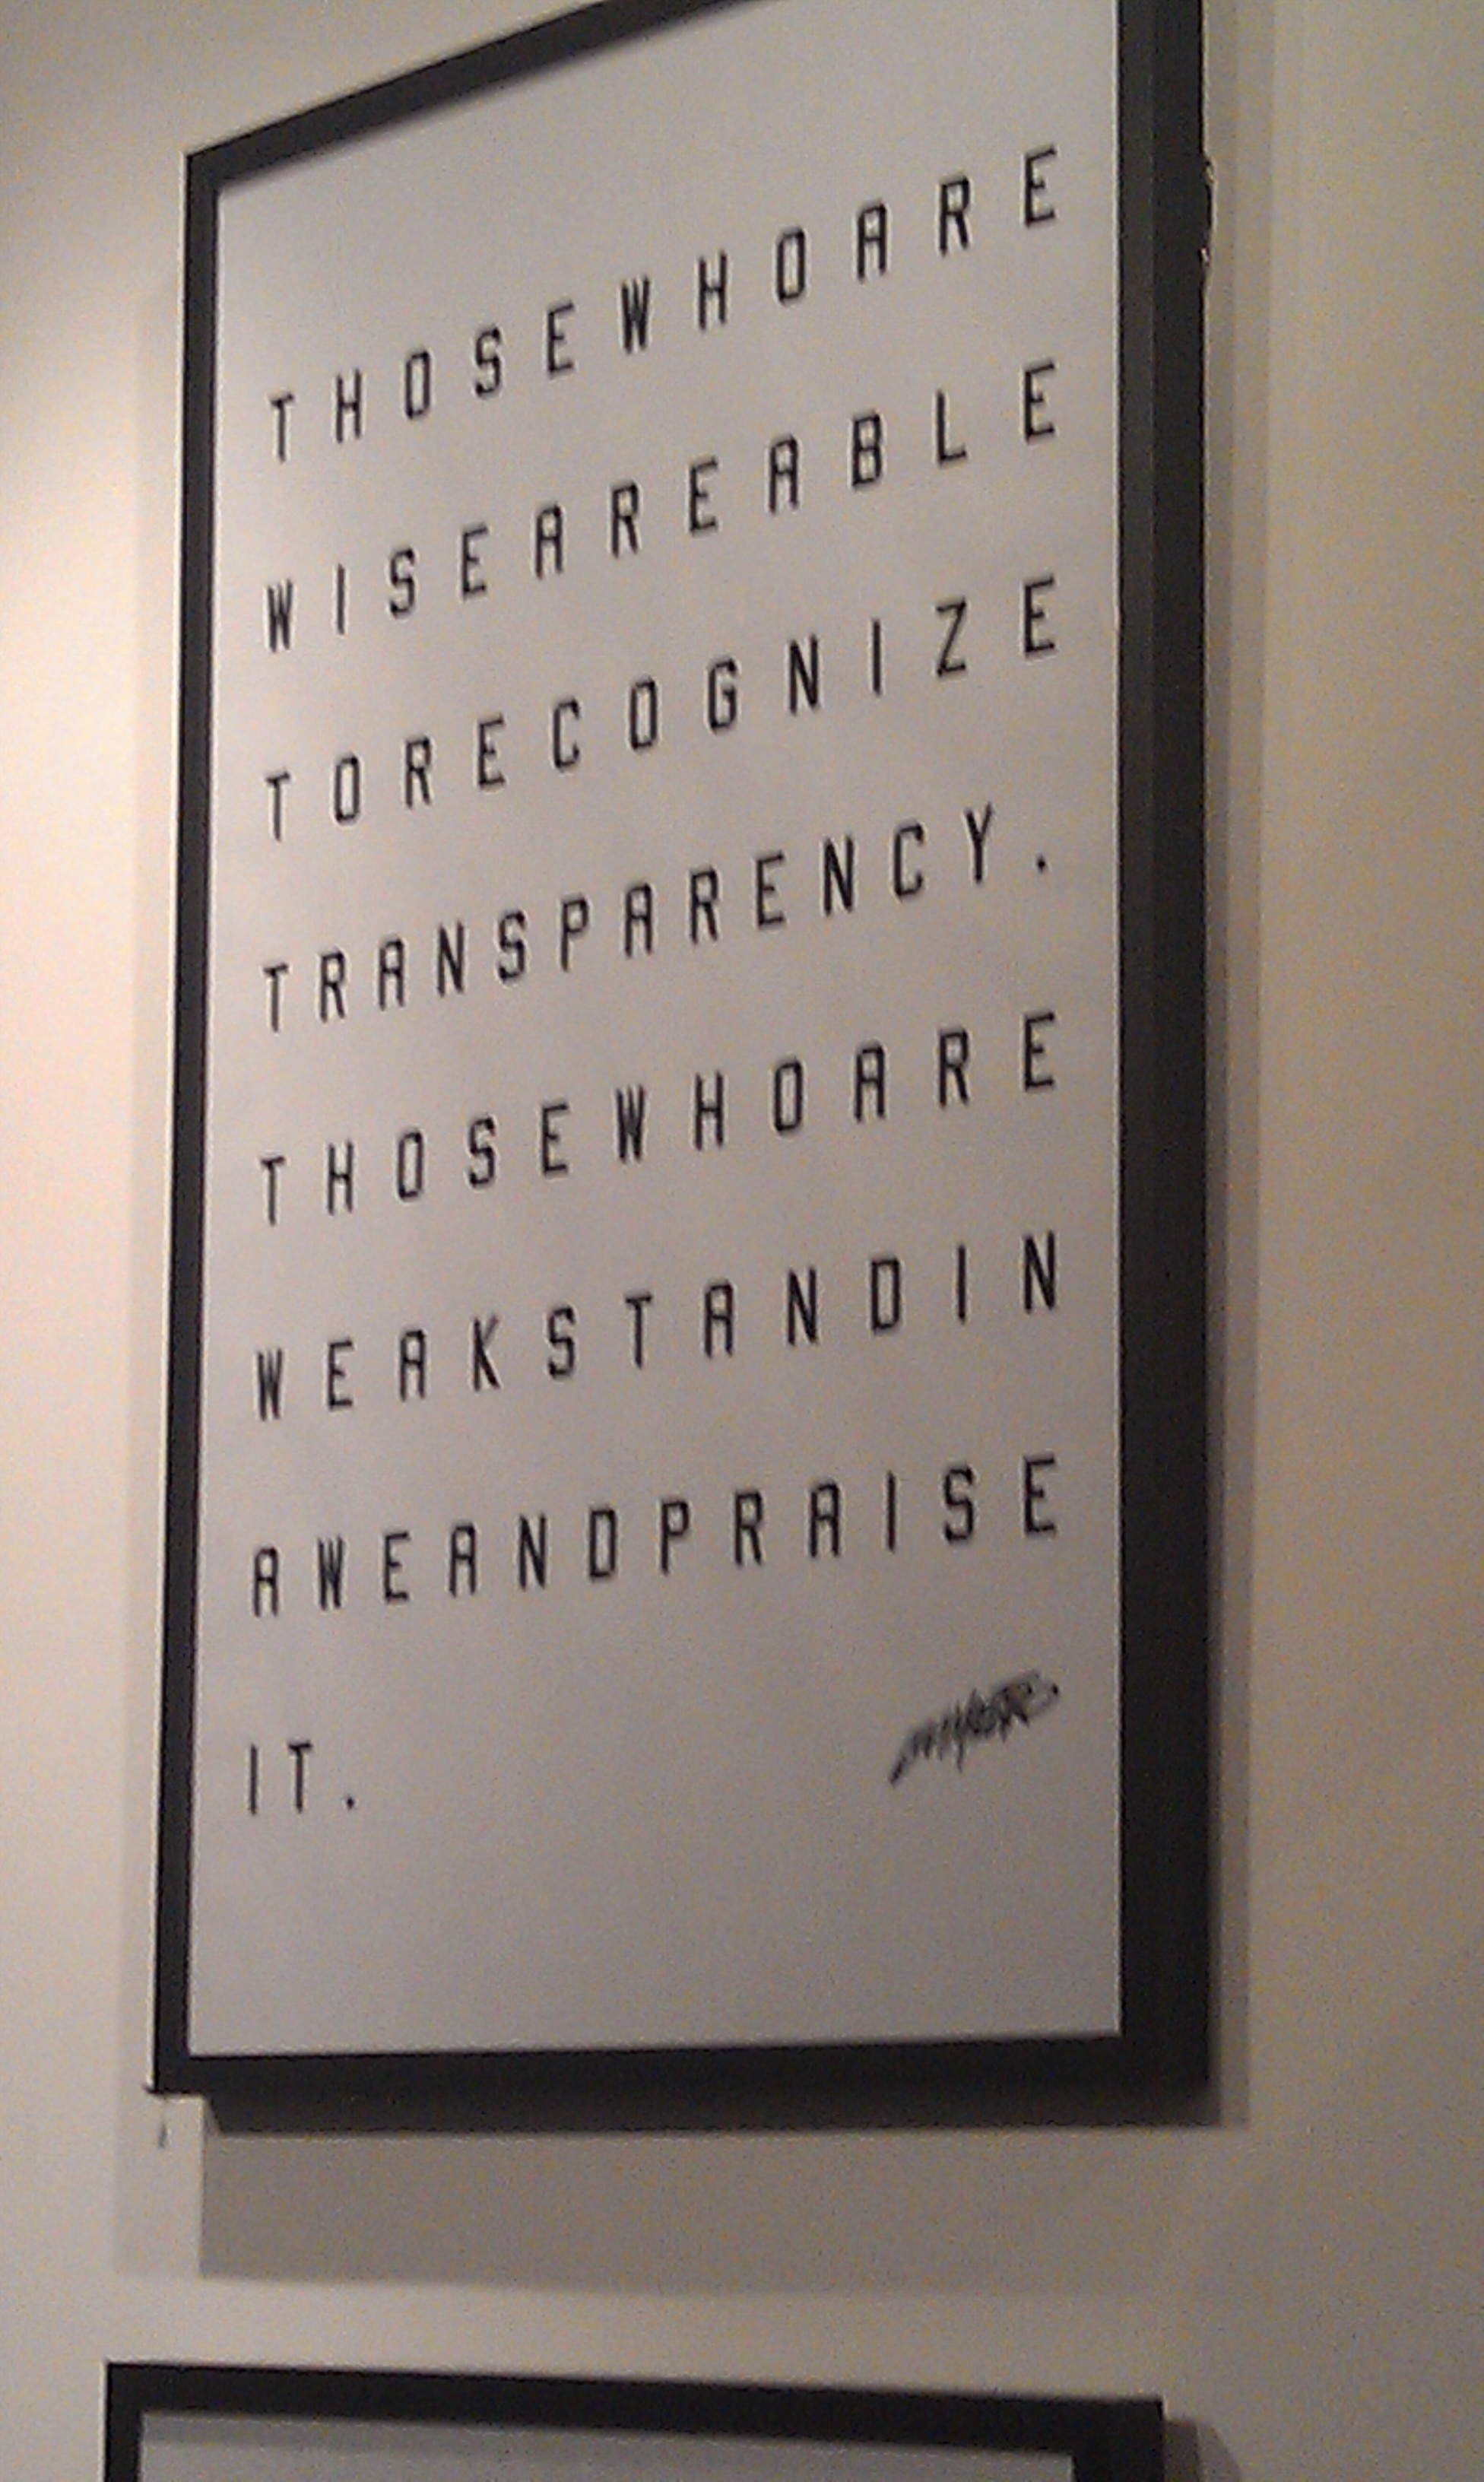 THOSEWHOARE
WISEAREABLE
TORECOGNIZE
TRANSPARENCY.
THOSEWHOARE
WEAKSTANDIN
AWEANDPRAISE
IT.